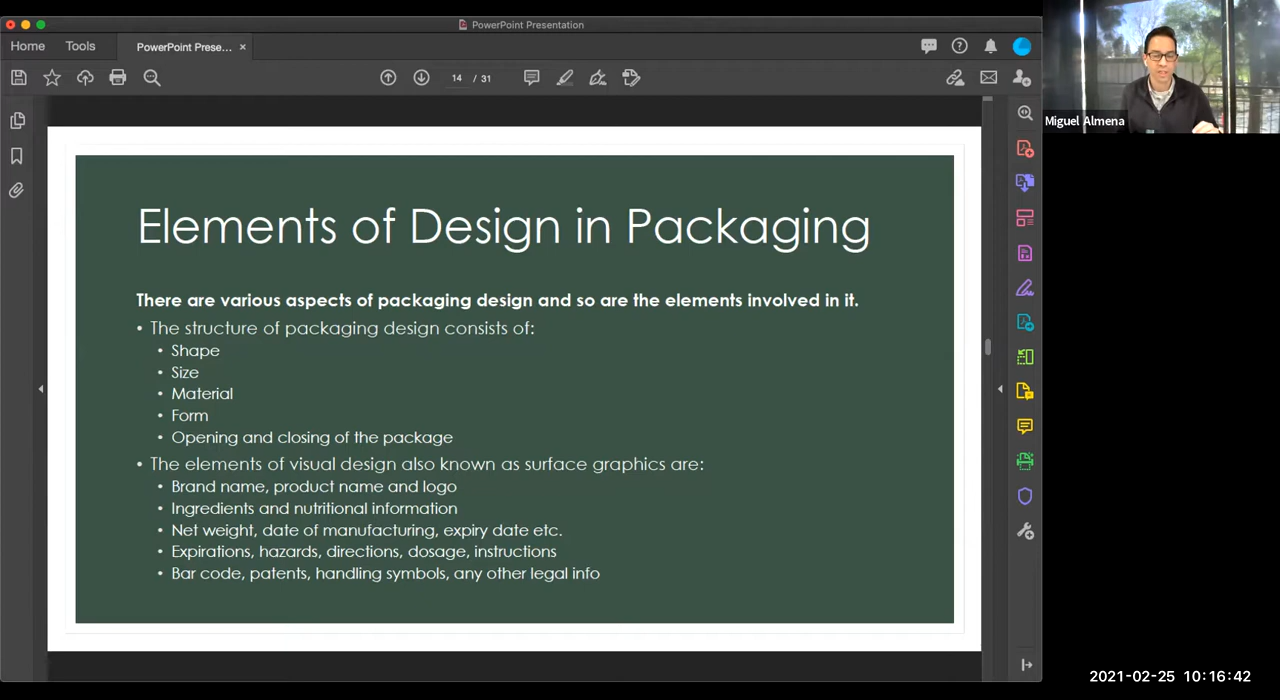 PowerPoint Presentation
Home
Tools
PowerPoint Prese... ×
14 / 31
Miguel Almena
Elements of Design in Packaging
There are various aspects of packaging design and so are the elements involved in it.
• The structure of packaging design consists of:
• Shape
• Size
• Material
• Form
• Opening and closing of the package
• The elements of visual design also known as surface graphics are:
• Brand name, product name and logo
• Ingredients and nutritional information
• Net weight, date of manufacturing, expiry date etc.
• Expirations, hazards, directions, dosage, instructions
• Bar code, patents, handling symbols, any other legal info
2021-02-25 10:16:42